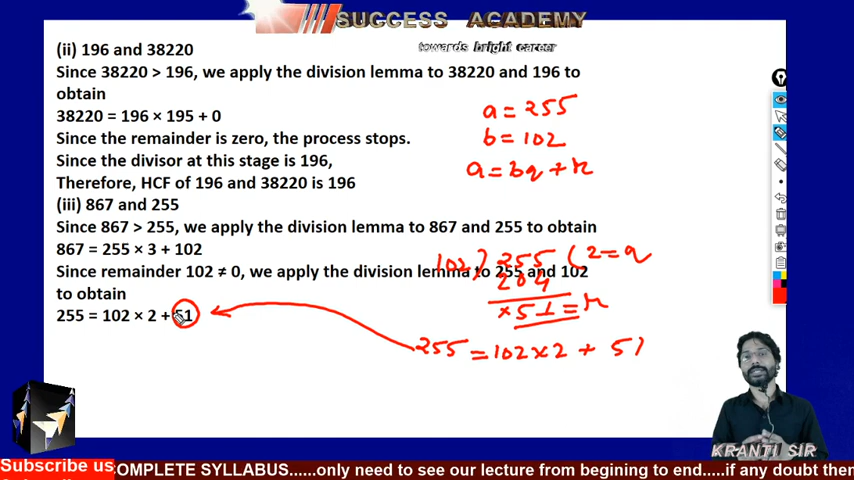 SUCCESS ACADEMY
towards bright career
(ii) 196 and 38220
Since 38220 > 196, we apply the division lemma to 38220 and 196 to
obtain
38220 = 196 × 195 + 0
Since the remainder is zero, the process stops.
Since the divisor at this stage is 196,
Therefore, HCF of 196 and 38220 is 196
(iii) 867 and 255
Since 867 > 255, we apply the division lemma to 867 and 255 to obtain
867 = 255 × 3 + 102
Since remainder 102 ≠ 0, we apply the division lemma to 255 and 102
to obtain
255 = 102 × 2 + 51
a = 255
b = 102
a = bq + r
102 ) 255 ( 2 = q
204
× 51 = r
255 = 102 × 2 + 51
KRANTI SIR
Subscribe us
COMPLETE SYLLABUS......only need to see our lecture from begining to end.....if any doubt then